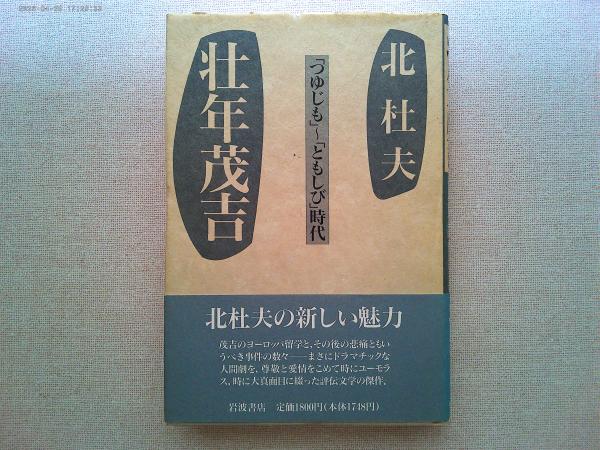 北杜夫
「つゆじも」~「ともしび」時代
壮年茂吉
北杜夫の新しい魅力
茂吉のヨーロッパ留学と、その後の悲痛ともい
うべき事件の数々――まさにドラマチックな
人間劇を、尊敬と愛情をこめて時にユーモラ
ス、時に大真面目に綴った評伝文学の傑作。
岩波書店 定価1800円(本体1748円)